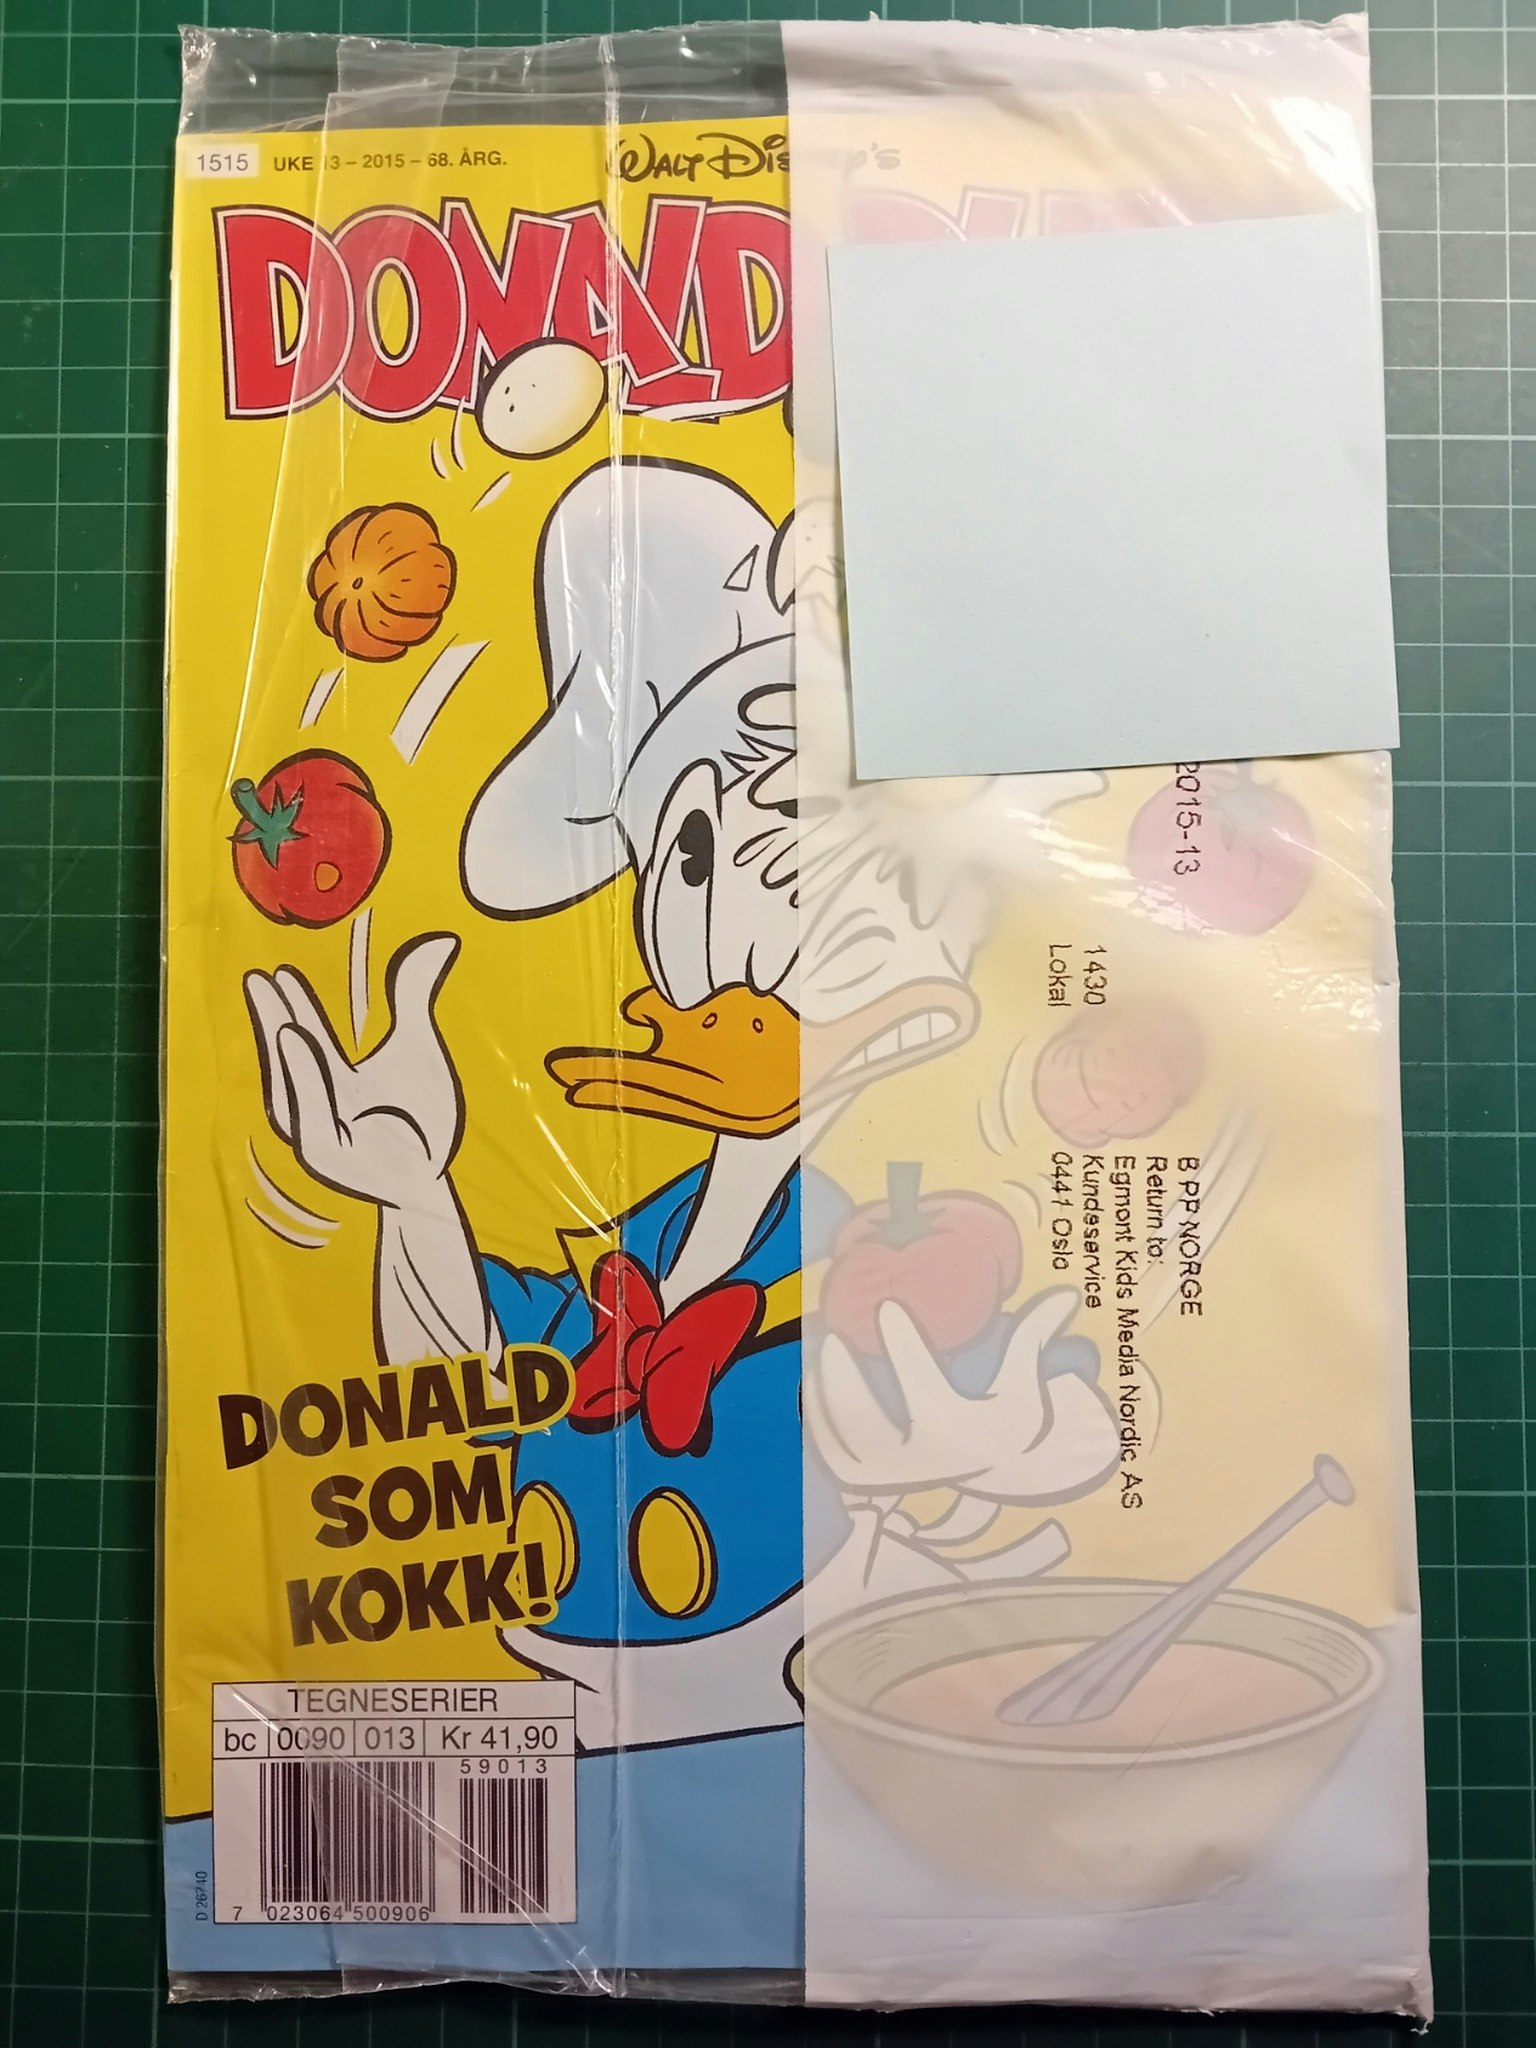 1515 UKE 13 – 2015 – 68. ÅRG.
WALT DISNEY'S
DONALD
2015-13
1430
Lokal
B PP NORGE
Return to:
Egmont Kids Media Nordic AS
Kundeservice
0441 Oslo
DONALD
SOM
KOKK!
TEGNESERIER
bc 0090 013 Kr 41,90
59013
7 023064 500906
D 26740